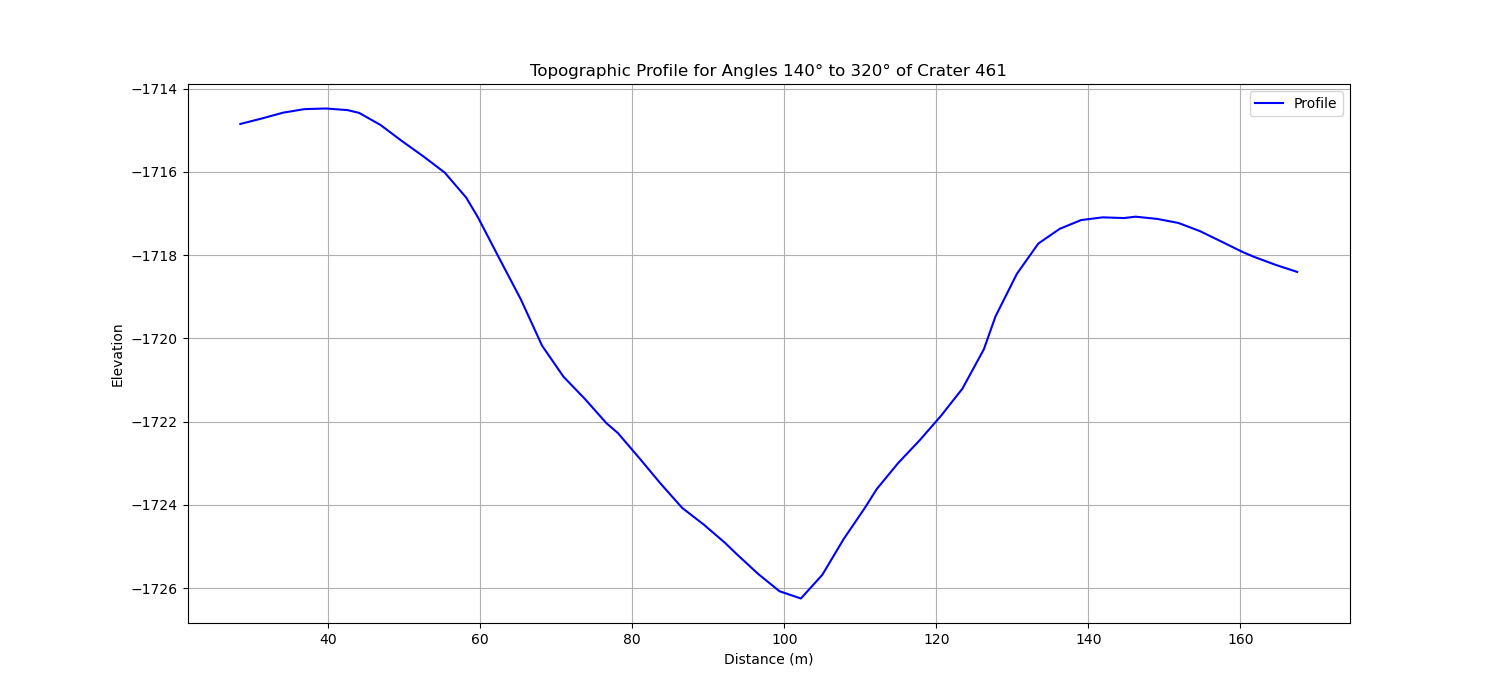 Topographic Profile for Angles 140° to 320° of Crater 461
Profile
−1714
−1716
−1718
−1720
−1722
−1724
−1726
Elevation
40 60 80 100 120 140 160
Distance (m)